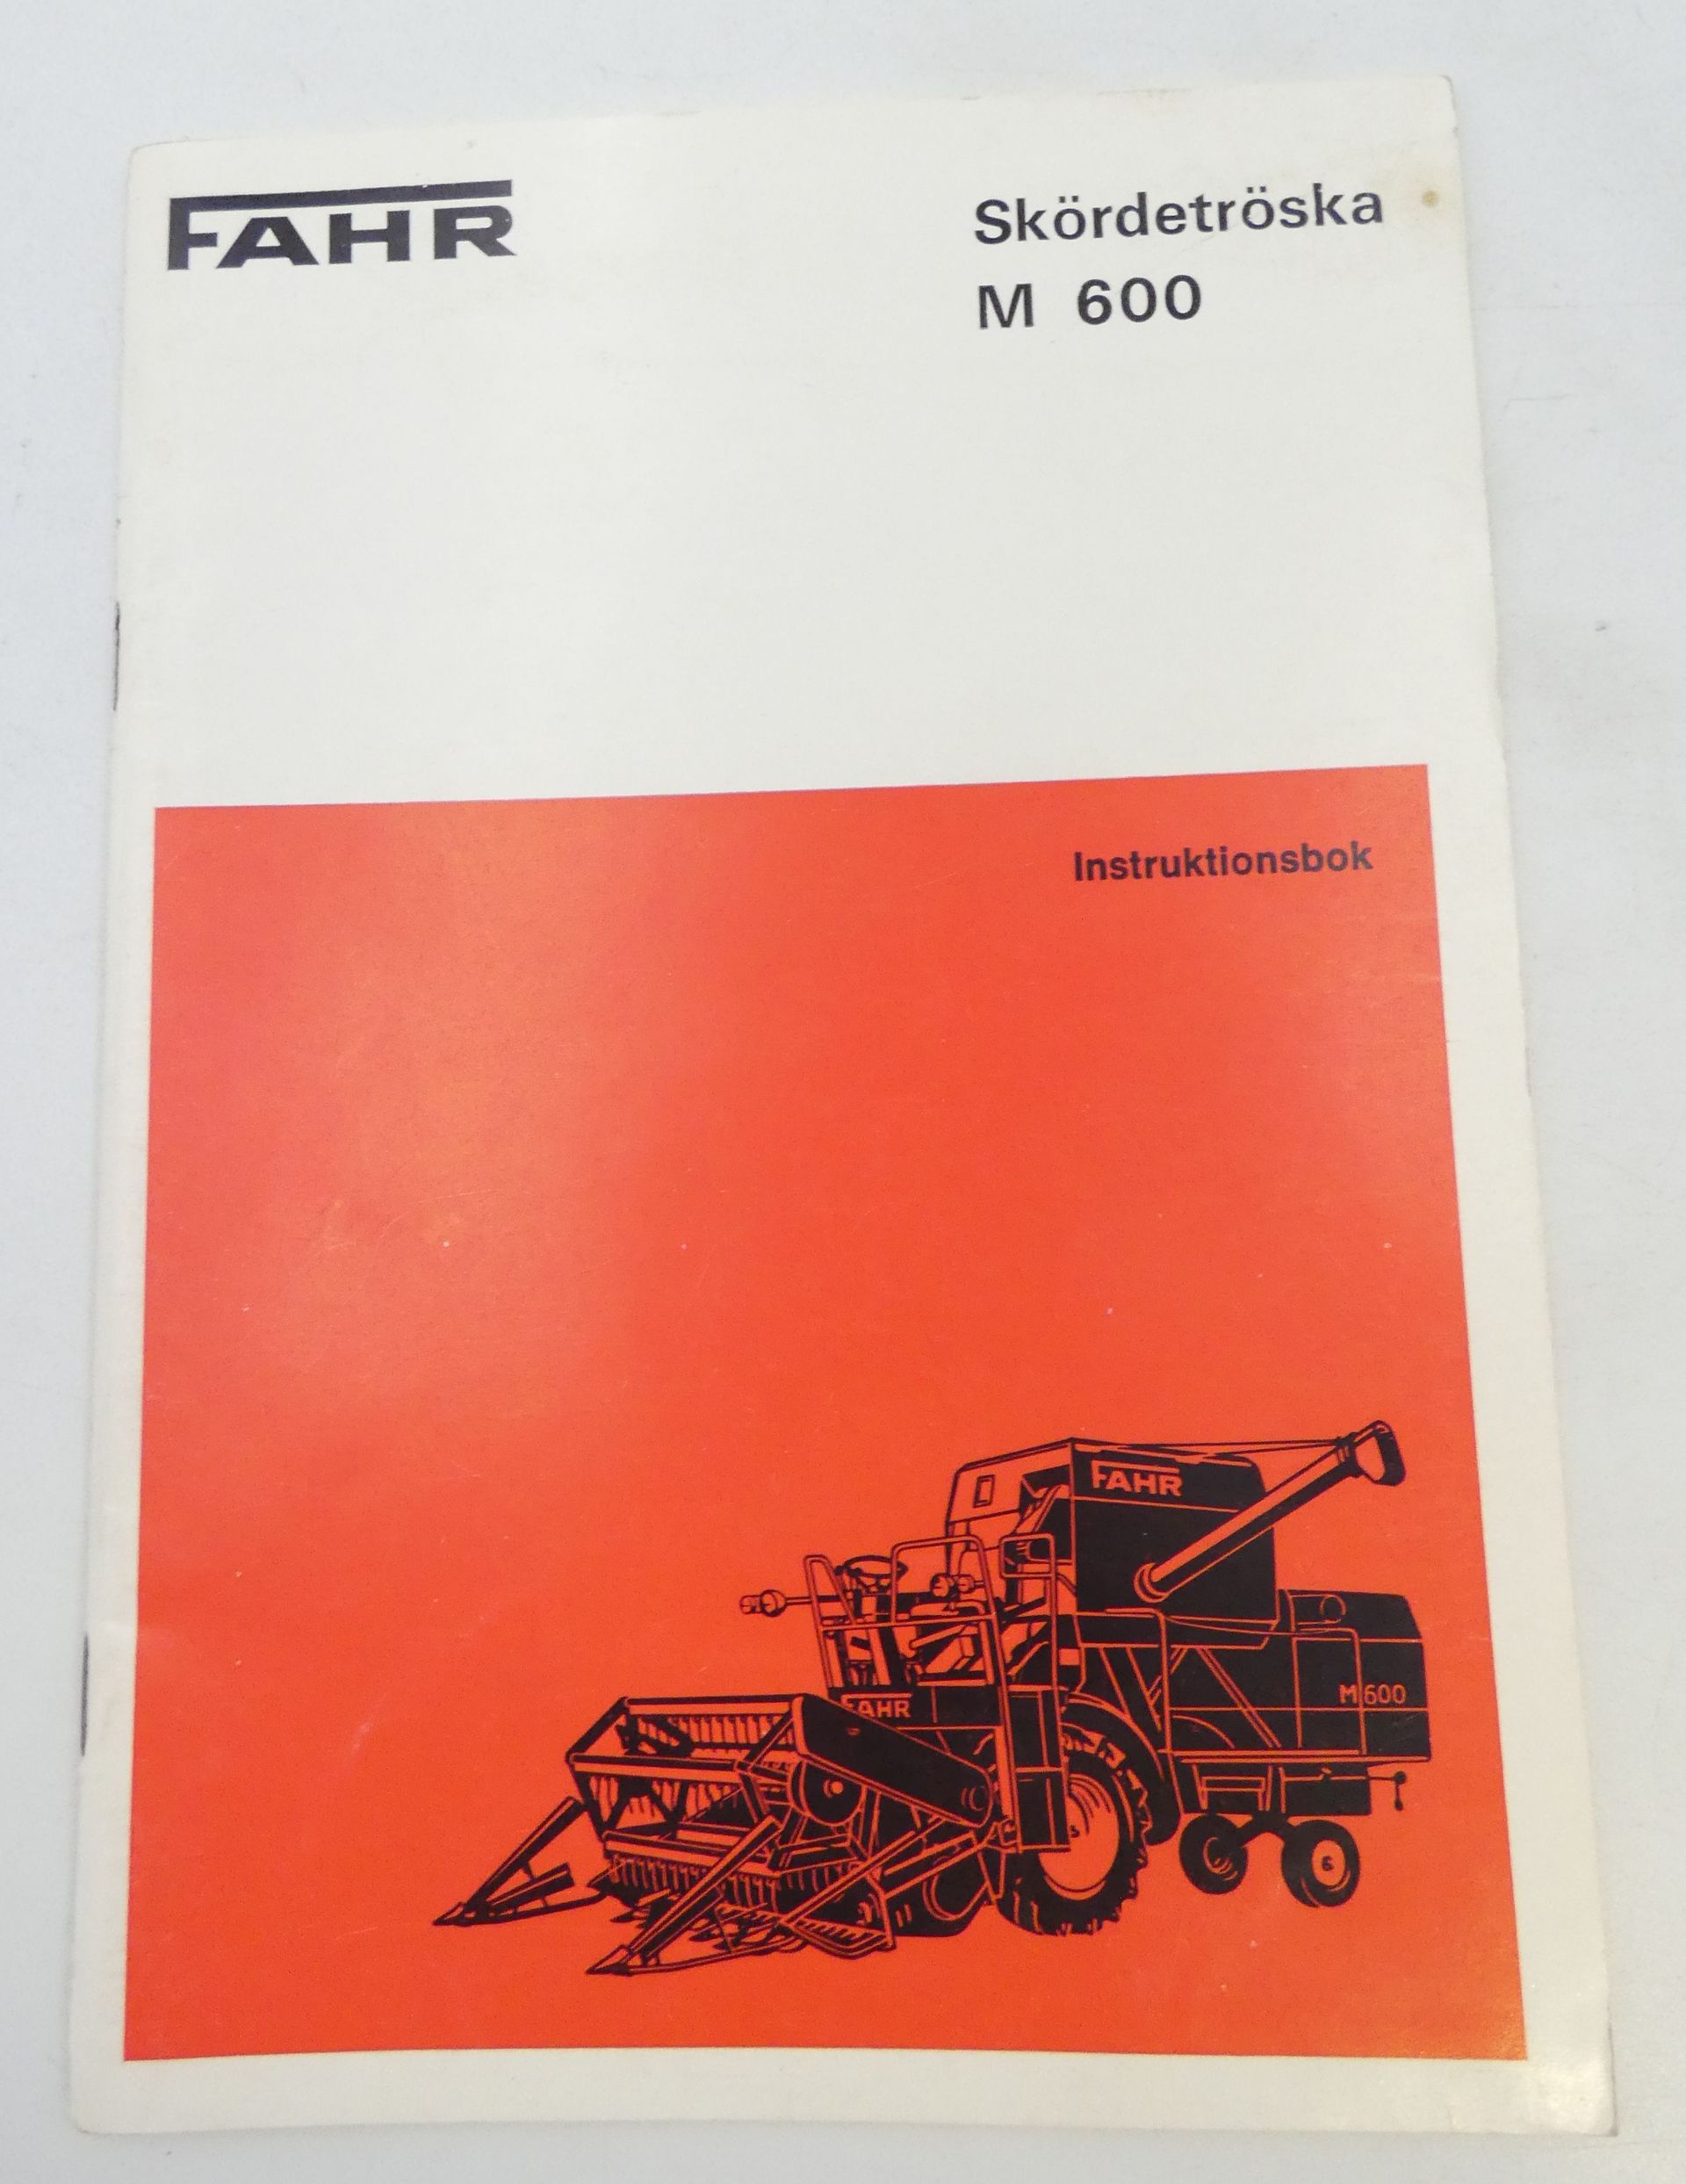 FAHR
Skördetröska
M 600
Instruktionsbok
FAHR
FAHR
M 600